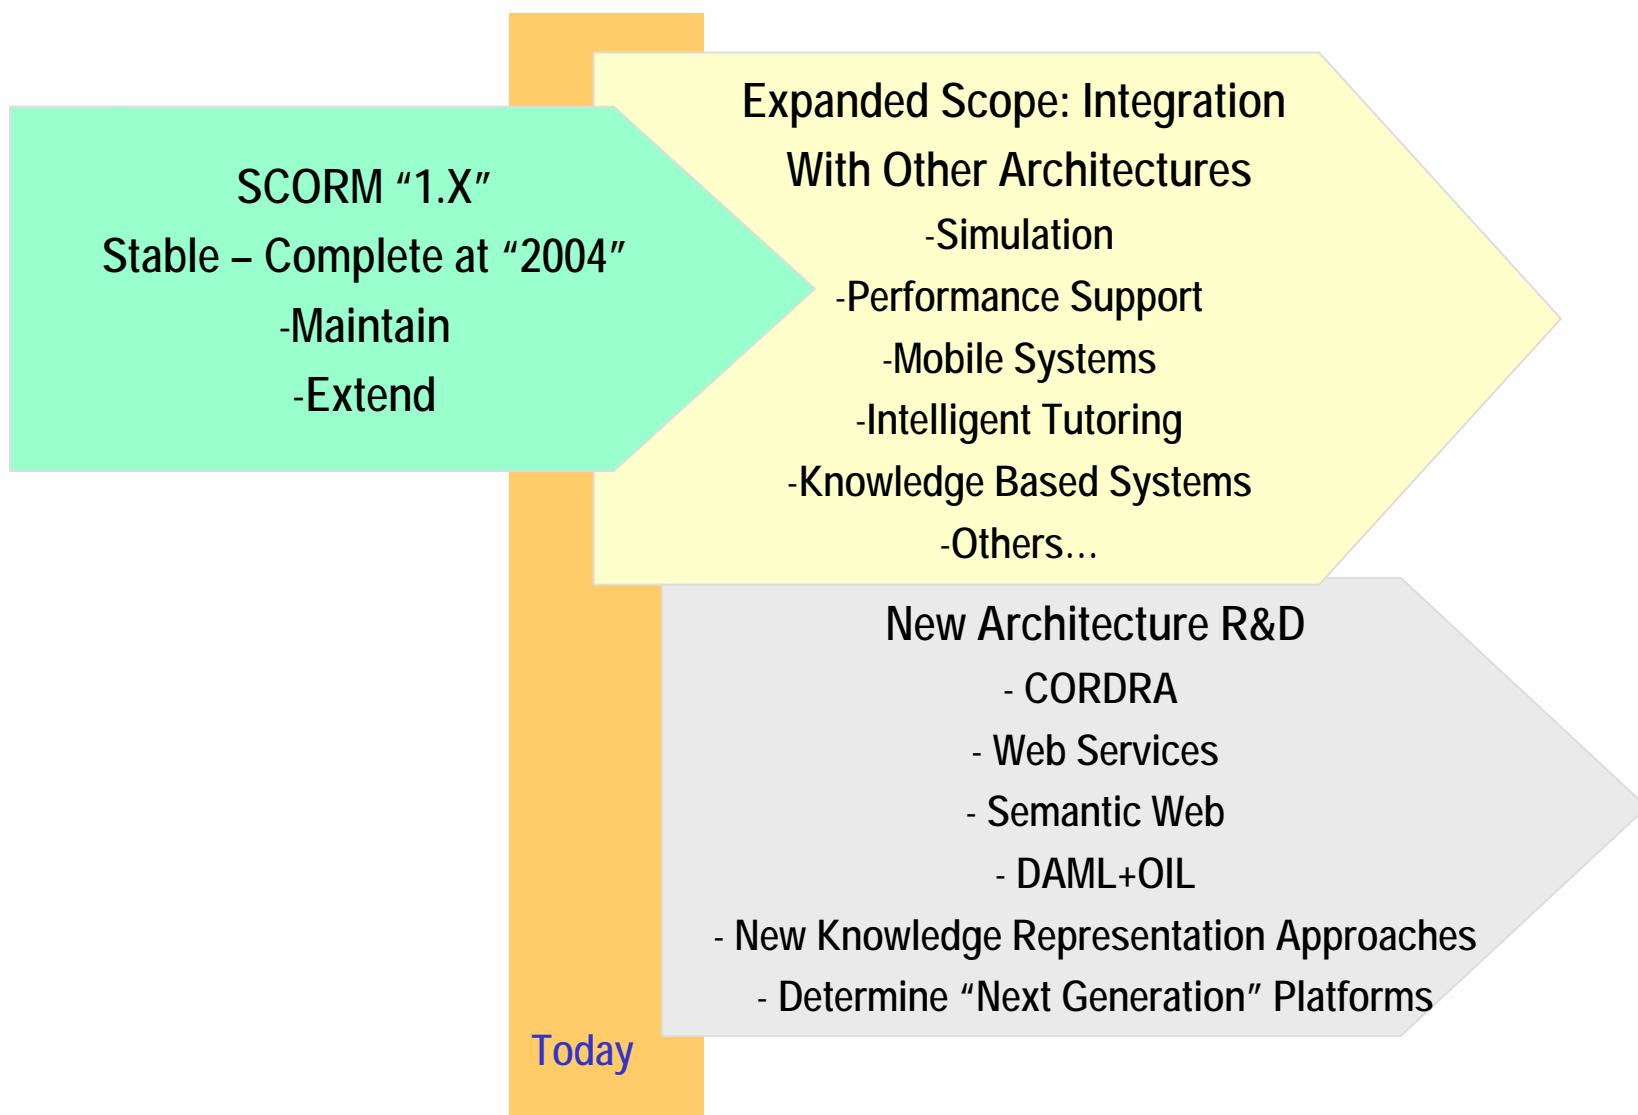 SCORM “1.X”
Stable – Complete at “2004”
-Maintain
-Extend
Expanded Scope: Integration
With Other Architectures
-Simulation
-Performance Support
-Mobile Systems
-Intelligent Tutoring
-Knowledge Based Systems
-Others…
New Architecture R&D
- CORDRA
- Web Services
- Semantic Web
- DAML+OIL
- New Knowledge Representation Approaches
- Determine “Next Generation” Platforms
Today